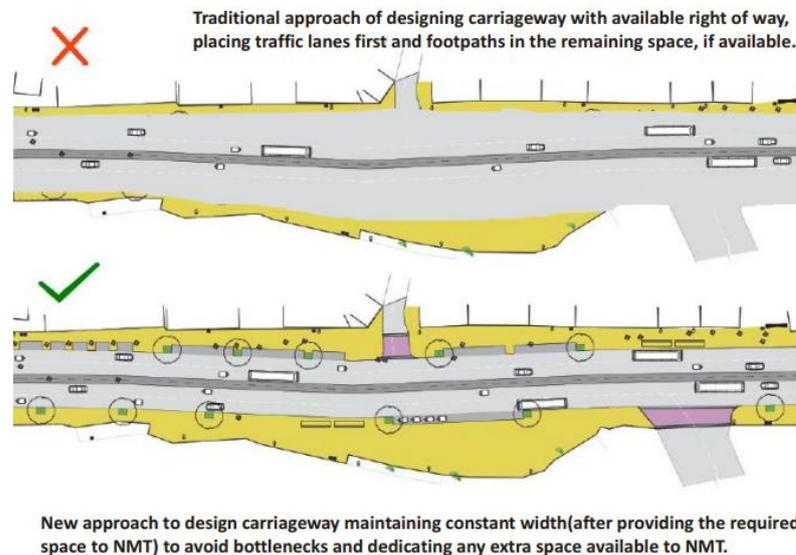 Traditional approach of designing carriageway with available right of way,
placing traffic lanes first and footpaths in the remaining space, if available.
New approach to design carriageway maintaining constant width(after providing the required
space to NMT) to avoid bottlenecks and dedicating any extra space available to NMT.